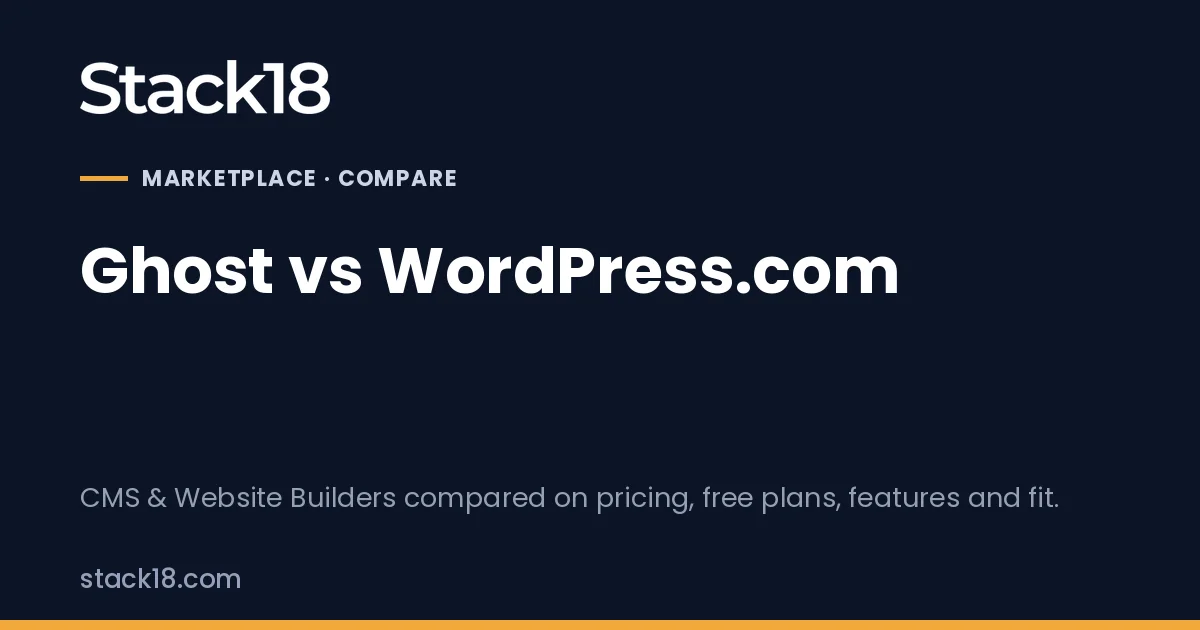 Stack18
MARKETPLACE · COMPARE
Ghost vs WordPress.com
CMS & Website Builders compared on pricing, free plans, features and fit.
stack18.com